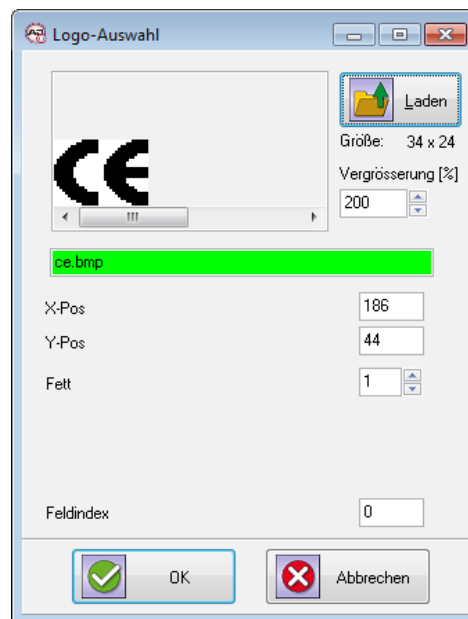 Logo-Auswahl
Laden
Größe: 34 x 24
Vergrösserung [%]
200
CE
ce.bmp
X-Pos 186
Y-Pos 44
Fett 1
Feldindex 0
OK Abbrechen